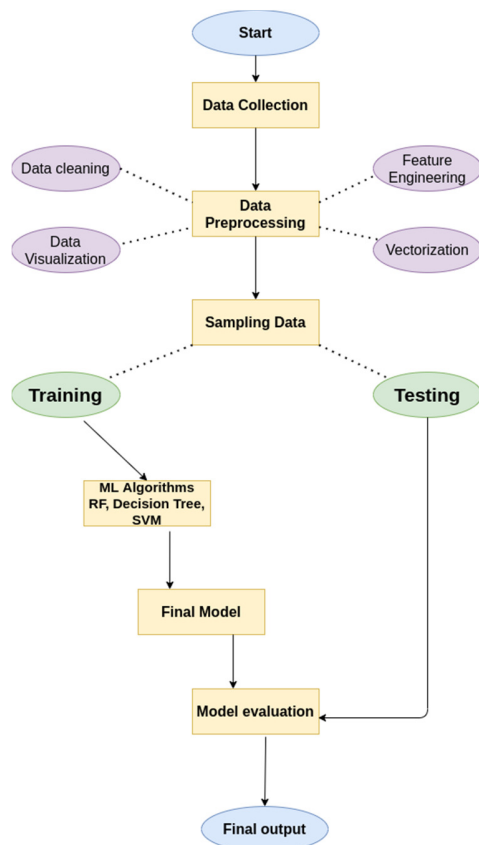 Start
Data Collection
Data cleaning
Feature
Engineering
Data
Preprocessing
Data
Visualization
Vectorization
Sampling Data
Training
Testing
ML Algorithms
RF, Decision Tree,
SVM
Final Model
Model evaluation
Final output